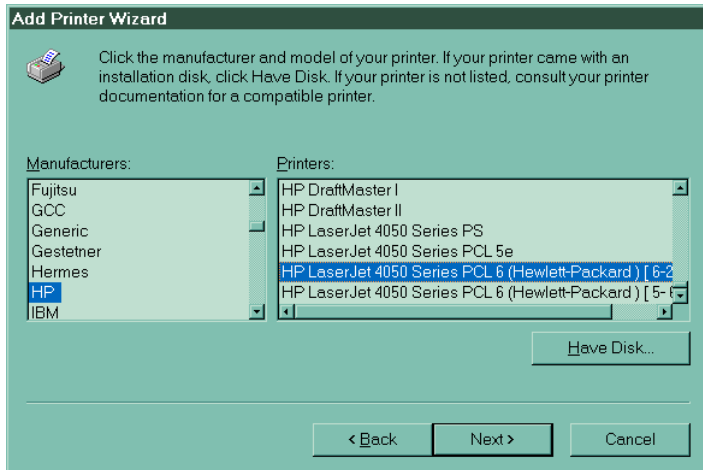 Add Printer Wizard
Click the manufacturer and model of your printer. If your printer came with an
installation disk, click Have Disk. If your printer is not listed, consult your printer
documentation for a compatible printer.
Manufacturers:
Fujitsu
GCC
Generic
Gestetner
Hermes
HP
IBM
Printers:
HP DraftMaster I
HP DraftMaster II
HP LaserJet 4050 Series PS
HP LaserJet 4050 Series PCL 5e
HP LaserJet 4050 Series PCL 6 (Hewlett-Packard ) [ 6-2
HP LaserJet 4050 Series PCL 6 (Hewlett-Packard ) [ 5-
Have Disk...
< Back
Next >
Cancel